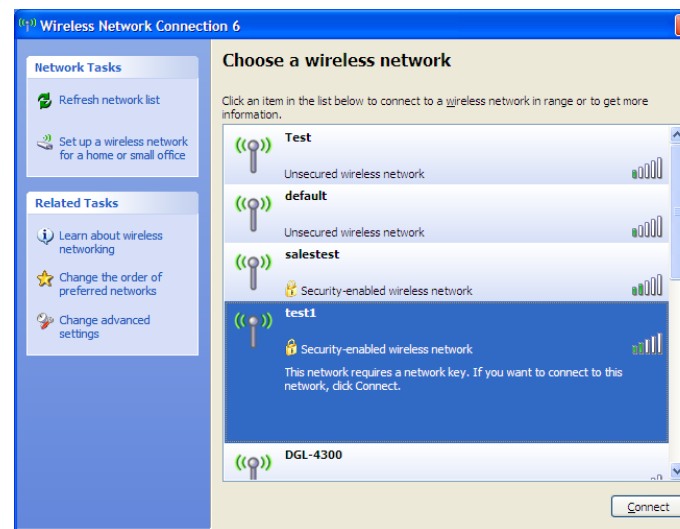 Wireless Network Connection 6
Network Tasks
Refresh network list
Set up a wireless network
for a home or small office
Related Tasks
Learn about wireless
networking
Change the order of
preferred networks
Change advanced
settings
Choose a wireless network
Click an item in the list below to connect to a wireless network in range or to get more
information.
Test
Unsecured wireless network
default
Unsecured wireless network
salestest
Security-enabled wireless network
test1
Security-enabled wireless network
This network requires a network key. If you want to connect to this
network, click Connect.
DGL-4300
Connect